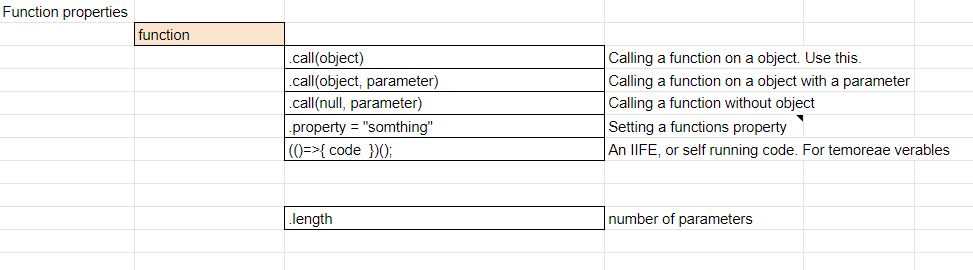 Function properties
function
.call(object) Calling a function on a object. Use this.
.call(object, parameter) Calling a function on a object with a parameter
.call(null, parameter) Calling a function without object
.property = "somthing" Setting a functions property
(()=>{ code })(); An IIFE, or self running code. For temoreae verables
.length number of parameters